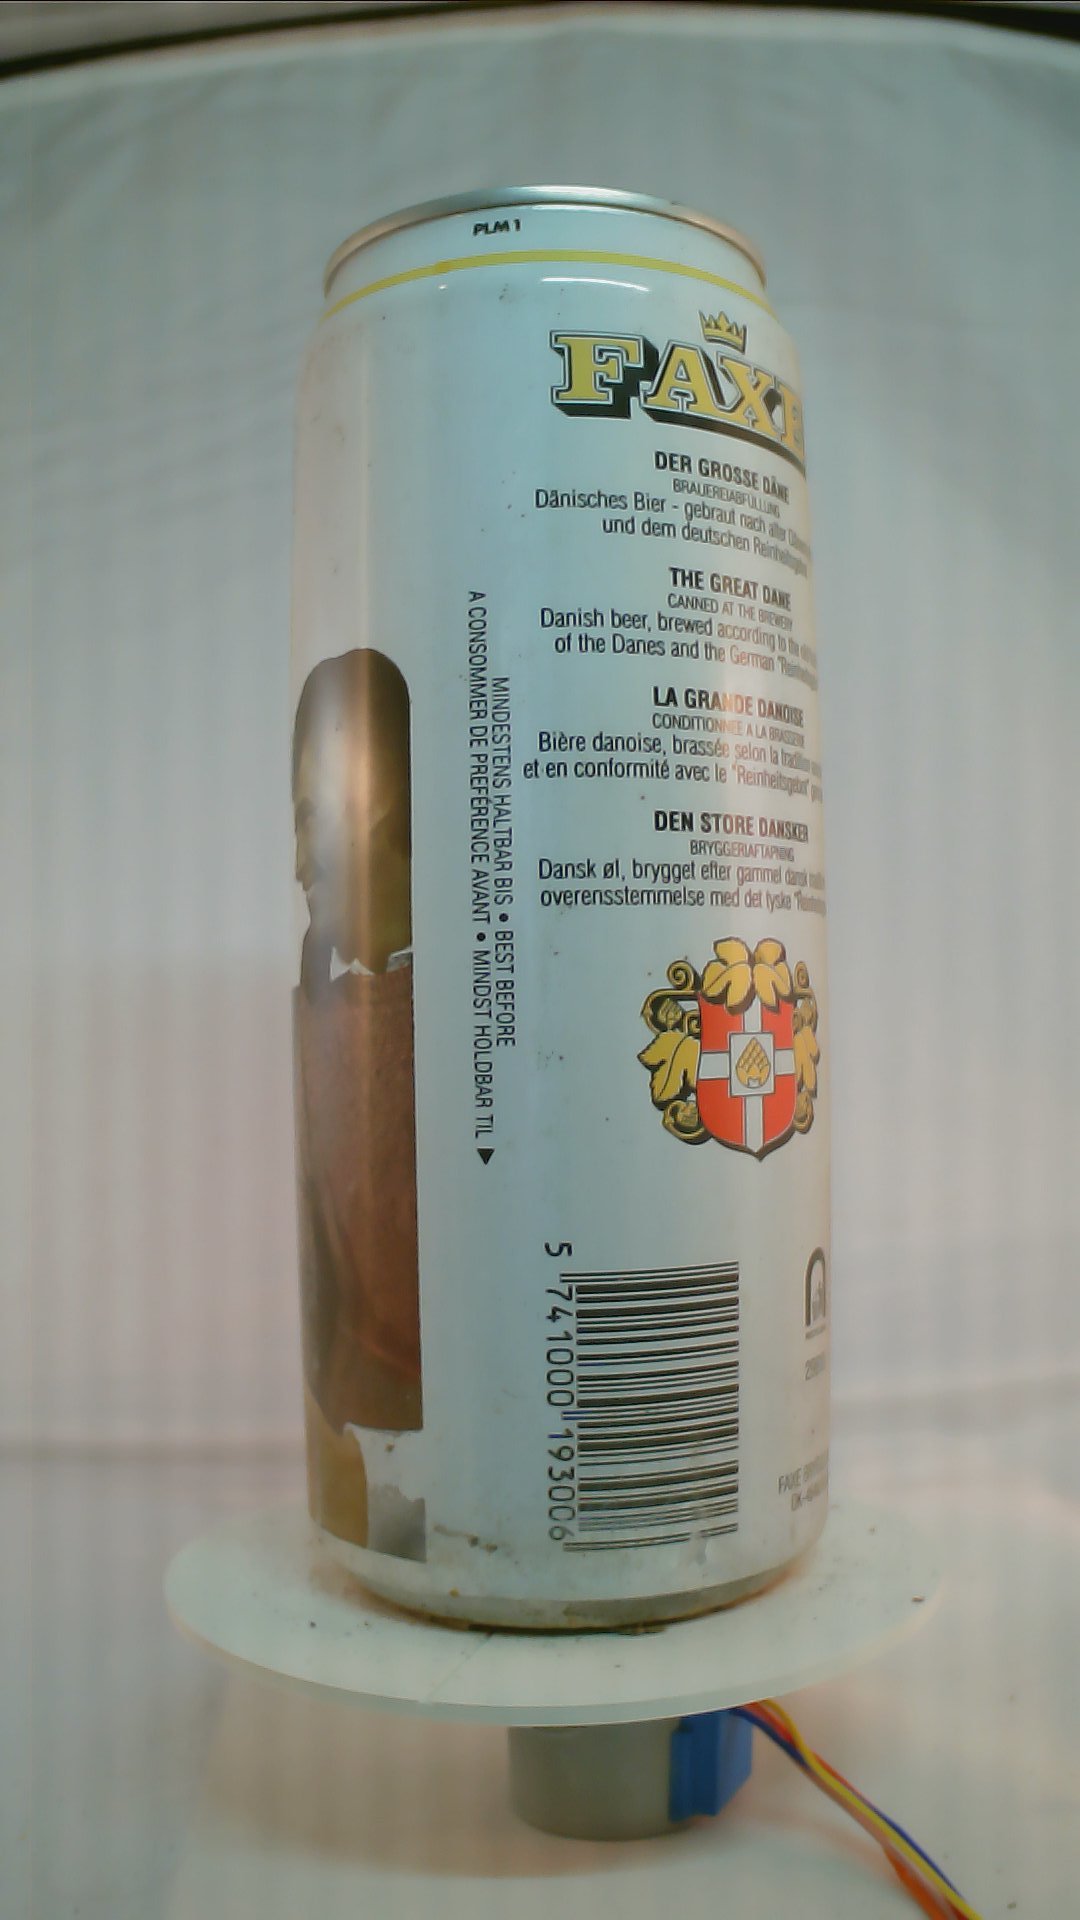 PLM 1
FAXE
DER GROSSE DÄNE
BRAUEREIABFÜLLUNG
Dänisches Bier - gebraut nach alter
und dem deutschen
THE GREAT DANE
CANNED AT THE BREWERY
Danish beer, brewed according to the old
of the Danes and the German
LA GRANDE DANOISE
CONDITIONNEE A LA BRASSERIE
Bière danoise, brassée selon la tradition
et en conformité avec le "Reinheitsgebot"
DEN STORE DANSKER
BRYGGERIAFTAPNING
Dansk øl, brygget efter gammel dansk
overensstemmelse med det tyske
MINDESTENS HALTBAR BIS • BEST BEFORE
A CONSOMMER DE PREFÉRENCE AVANT • MINDST HOLDBAR TIL
5 741000 193006
FAXE